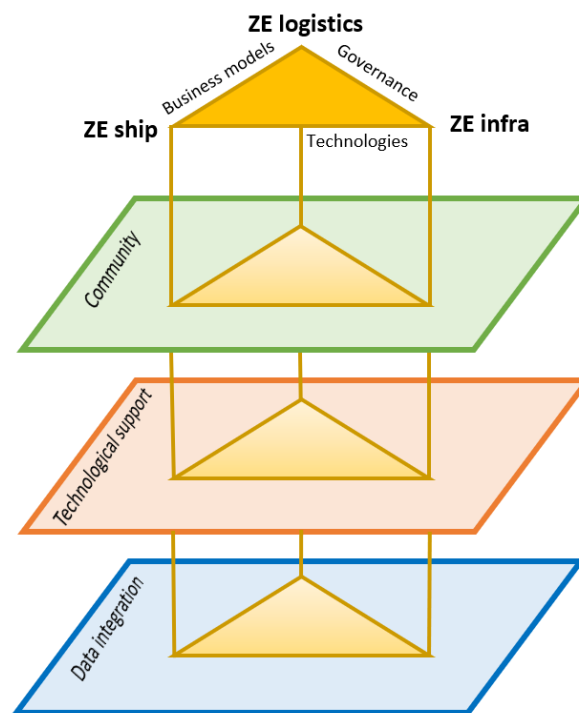 ZE logistics
Business models
Governance
ZE ship
ZE infra
Technologies
Community
Technological support
Data integration